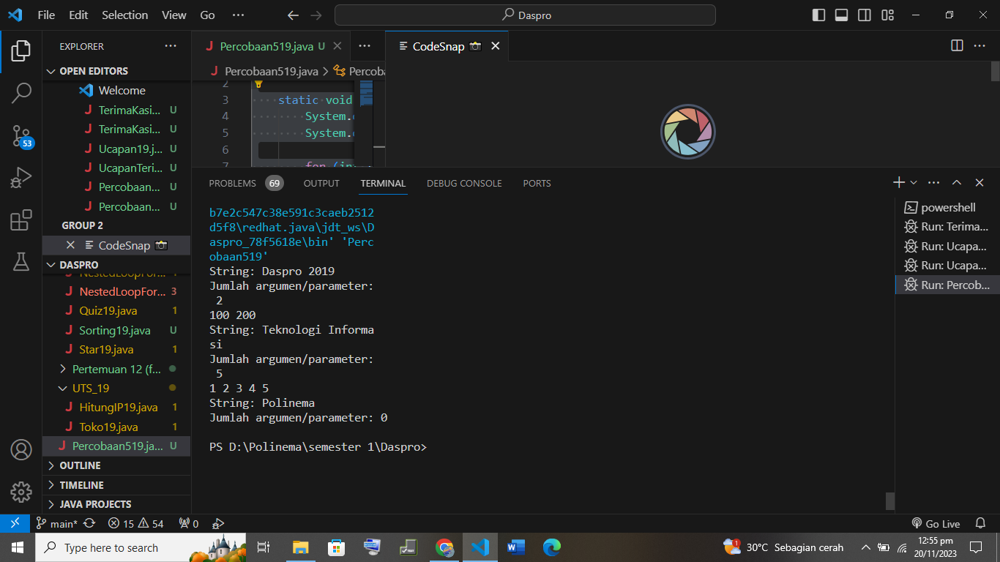 File Edit Selection View Go ··· Daspro
EXPLORER
OPEN EDITORS
Welcome
TerimaKasi... U
TerimaKasi... U
Ucapan19.j... U
UcapanTeri... U
Percobaan... U
Percobaan... U
GROUP 2
CodeSnap
DASPRO
NestedLoopFor... 1
NestedLoopFor... 3
Quiz19.java 1
Sorting19.java U
Star19.java 1
Pertemuan 12 (f...
UTS_19
HitungIP19.java 1
Toko19.java 1
Percobaan519.ja... U
OUTLINE
TIMELINE
JAVA PROJECTS
Percobaan519.java U
CodeSnap
Percobaan519.java > Percoba
2
3 static void
4 System.
5 System.
6
7 for (in
PROBLEMS 69 OUTPUT TERMINAL DEBUG CONSOLE PORTS
b7e2c547c38e591c3caeb2512
d5f8\redhat.java\jdt_ws\D
aspro_78f5618e\bin' 'Perc
obaan519'
String: Daspro 2019
Jumlah argumen/parameter:
2
100 200
String: Teknologi Informa
si
Jumlah argumen/parameter:
5
1 2 3 4 5
String: Polinema
Jumlah argumen/parameter: 0
PS D:\Polinema\semester 1\Daspro>
powershell
Run: Terima...
Run: Ucapa...
Run: Ucapa...
Run: Percob...
53
main* 15 54 0 Go Live
Type here to search
30°C Sebagian cerah
12:55 pm
20/11/2023